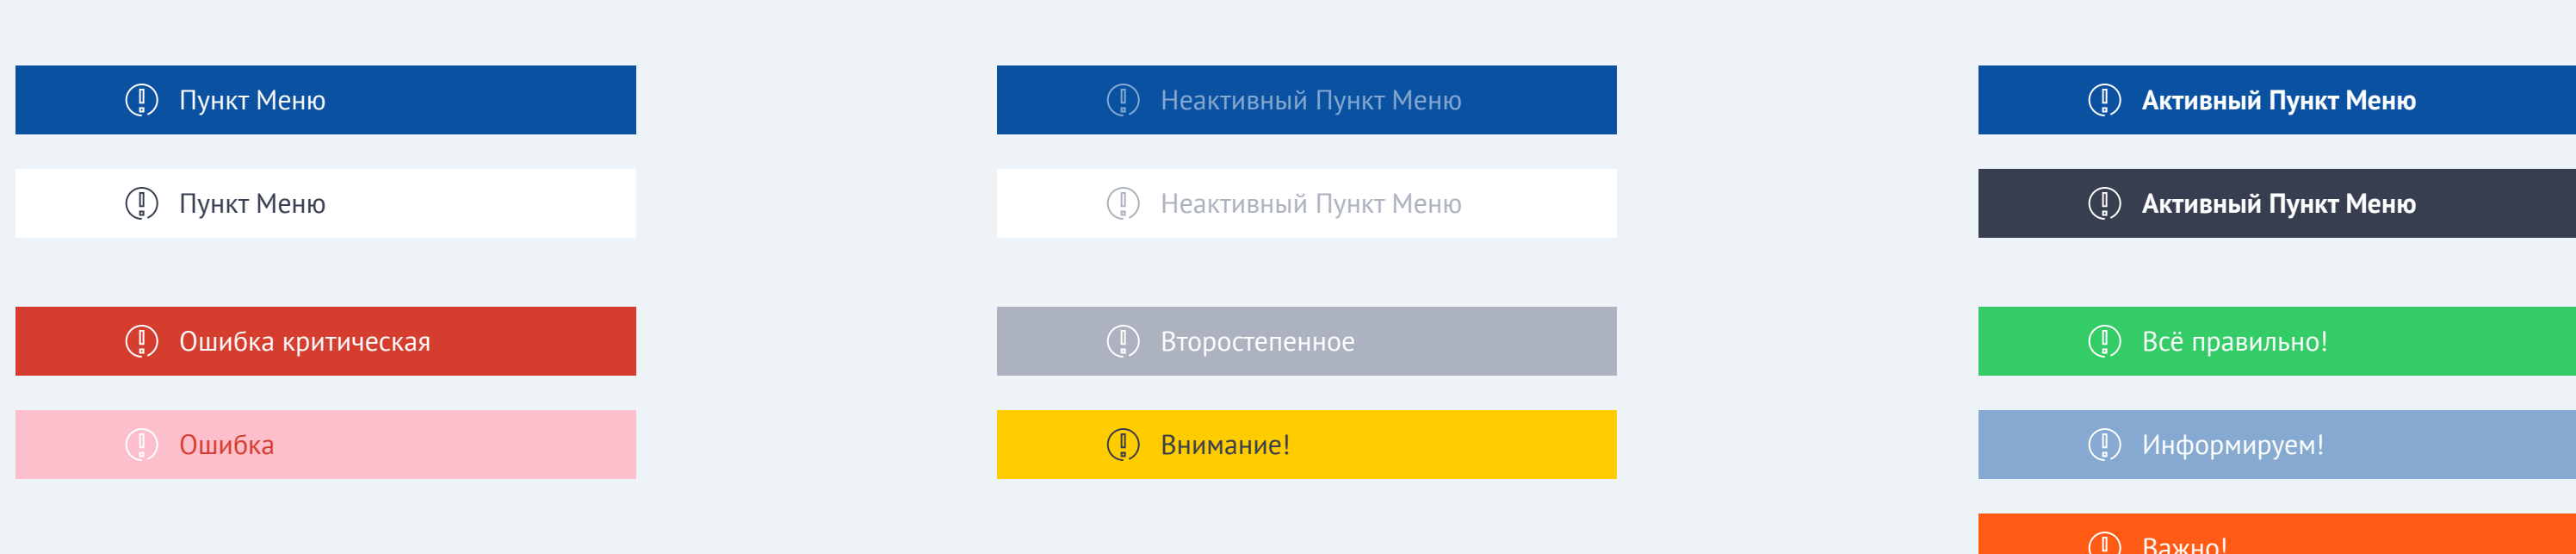 Пункт Меню
Неактивный Пункт Меню
Активный Пункт Меню
Пункт Меню
Неактивный Пункт Меню
Активный Пункт Меню
Ошибка критическая
Второстепенное
Всё правильно!
Ошибка
Внимание!
Информируем!
Важно!